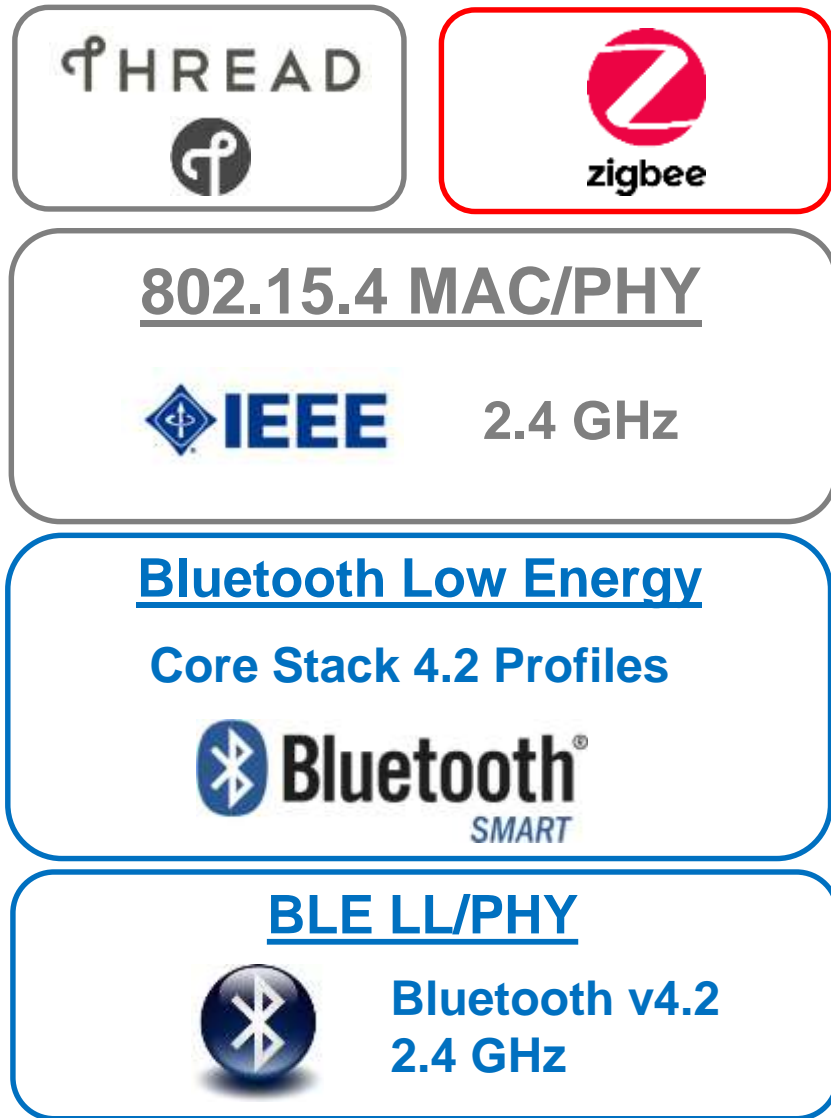 THREAD
zigbee
802.15.4 MAC/PHY
IEEE
2.4 GHz
Bluetooth Low Energy
Core Stack 4.2 Profiles
Bluetooth®
SMART
BLE LL/PHY
Bluetooth v4.2
2.4 GHz